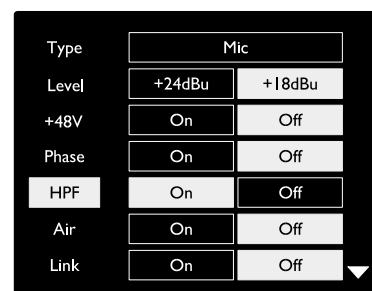 Type Mic
Level +24dBu +18dBu
+48V On Off
Phase On Off
HPF On Off
Air On Off
Link On Off